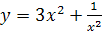 y = 3x² + 1/x²